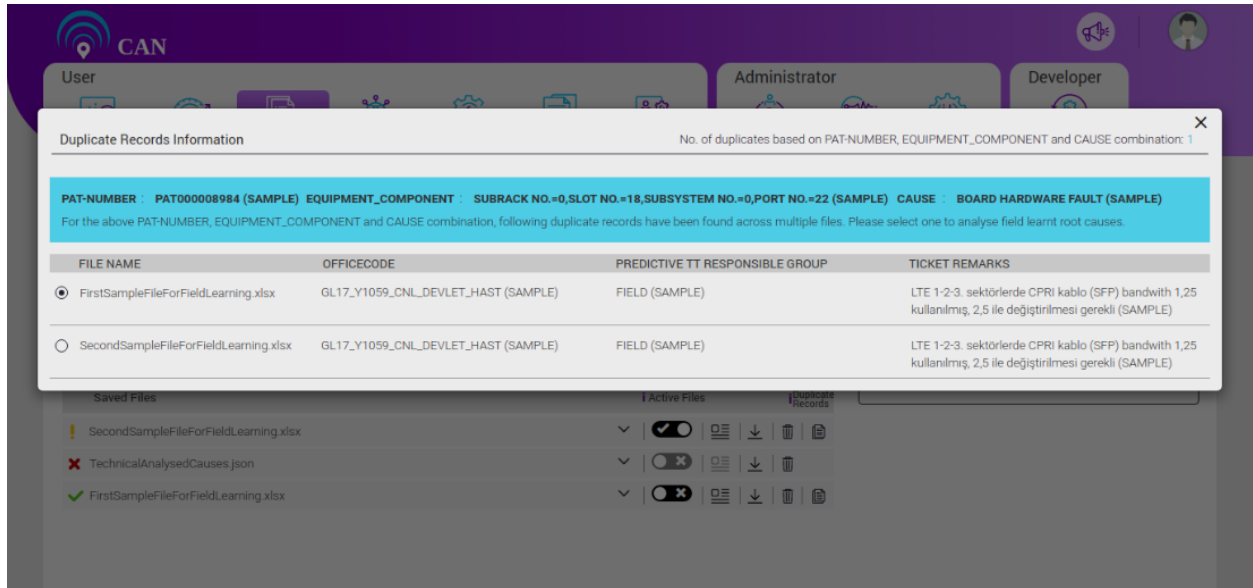 CAN
User
Administrator
Developer
Duplicate Records Information
No. of duplicates based on PAT-NUMBER, EQUIPMENT_COMPONENT and CAUSE combination: 1
PAT-NUMBER : PAT000008984 (SAMPLE) EQUIPMENT_COMPONENT : SUBRACK NO.=0,SLOT NO.=18,SUBSYSTEM NO.=0,PORT NO.=22 (SAMPLE) CAUSE : BOARD HARDWARE FAULT (SAMPLE)
For the above PAT-NUMBER, EQUIPMENT_COMPONENT and CAUSE combination, following duplicate records have been found across multiple files. Please select one to analyse field learnt root causes.
FILE NAME OFFICECODE PREDICTIVE TT RESPONSIBLE GROUP TICKET REMARKS
FirstSampleFileForFieldLearning.xlsx GL17_Y1059_CNL_DEVLET_HAST (SAMPLE) FIELD (SAMPLE) LTE 1-2-3. sektörlerde CPRI kablo (SFP) bandwith 1,25
kullanılmış, 2,5 ile değiştirilmesi gerekli (SAMPLE)
SecondSampleFileForFieldLearning.xlsx GL17_Y1059_CNL_DEVLET_HAST (SAMPLE) FIELD (SAMPLE) LTE 1-2-3. sektörlerde CPRI kablo (SFP) bandwith 1,25
kullanılmış, 2,5 ile değiştirilmesi gerekli (SAMPLE)
Saved Files Active Files Duplicate
Records
SecondSampleFileForFieldLearning.xlsx
TechnicalAnalysedCauses.json
FirstSampleFileForFieldLearning.xlsx